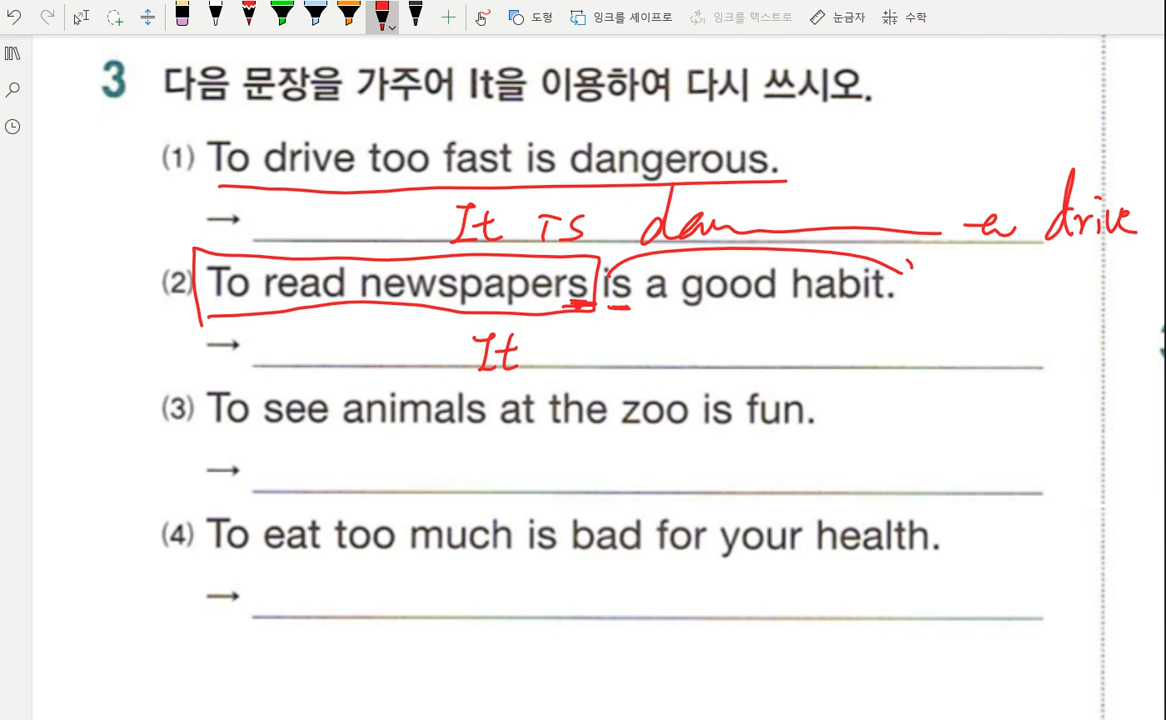 도형 잉크를 셰이프로 잉크를 텍스트로 눈금자 수학
3 다음 문장을 가주어 It을 이용하여 다시 쓰시오.
(1) To drive too fast is dangerous.
→ It is dan drive
(2) To read newspapers is a good habit.
→ It
(3) To see animals at the zoo is fun.
→
(4) To eat too much is bad for your health.
→